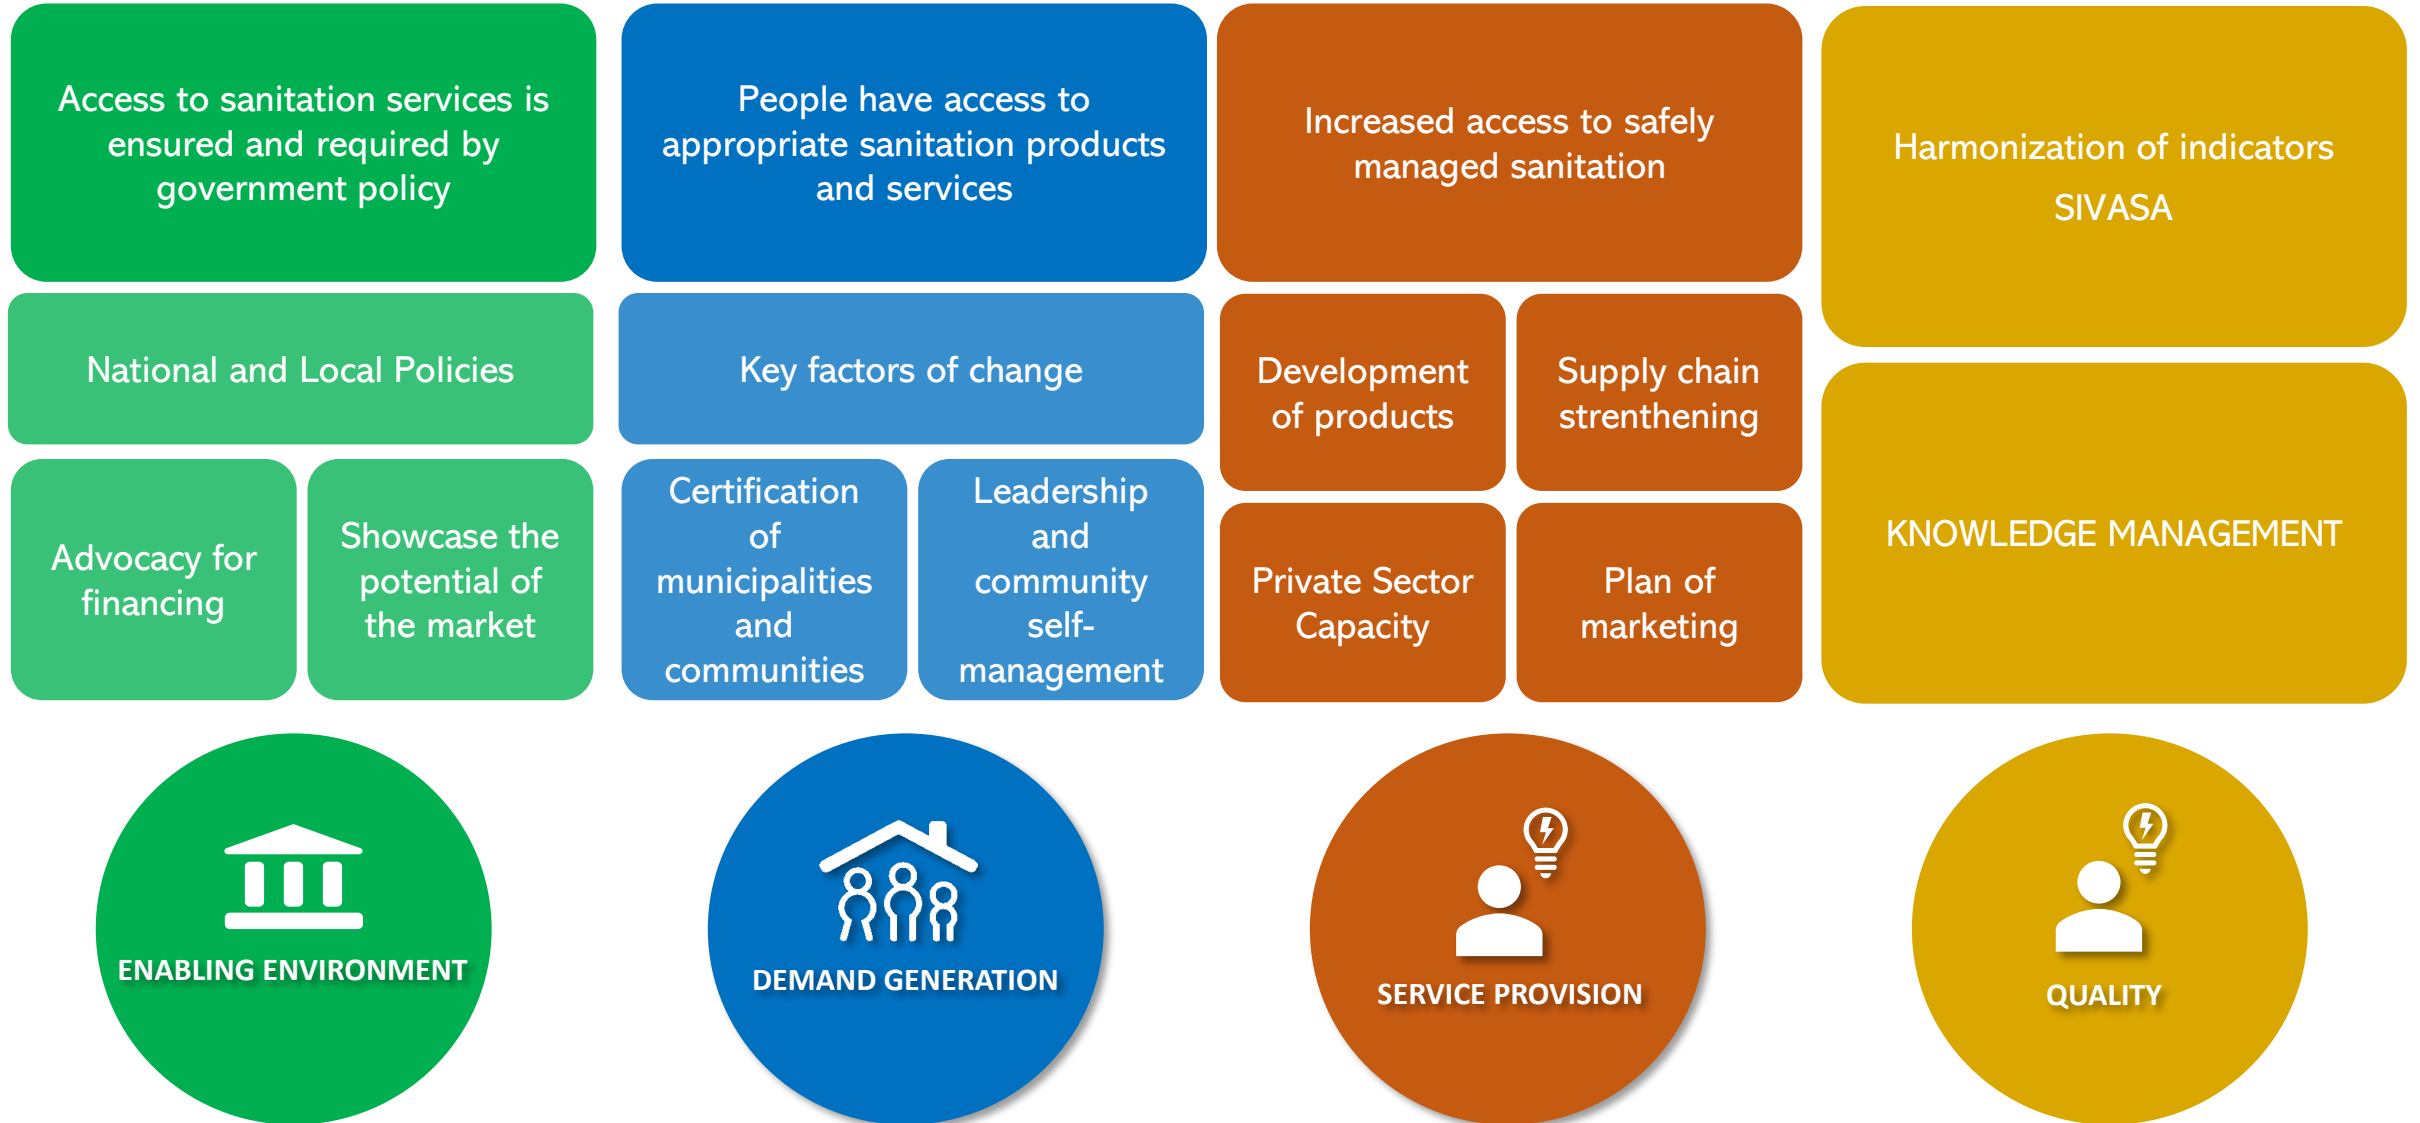 Access to sanitation services is
ensured and required by
government policy
People have access to
appropriate sanitation products
and services
Increased access to safely
managed sanitation
Harmonization of indicators
SIVASA
National and Local Policies
Key factors of change
Development
of products
Supply chain
strenthening
Advocacy for
financing
Showcase the
potential of
the market
Certification
of
municipalities
and
communities
Leadership
and
community
self-
management
Private Sector
Capacity
Plan of
marketing
KNOWLEDGE MANAGEMENT
ENABLING ENVIRONMENT
DEMAND GENERATION
SERVICE PROVISION
QUALITY